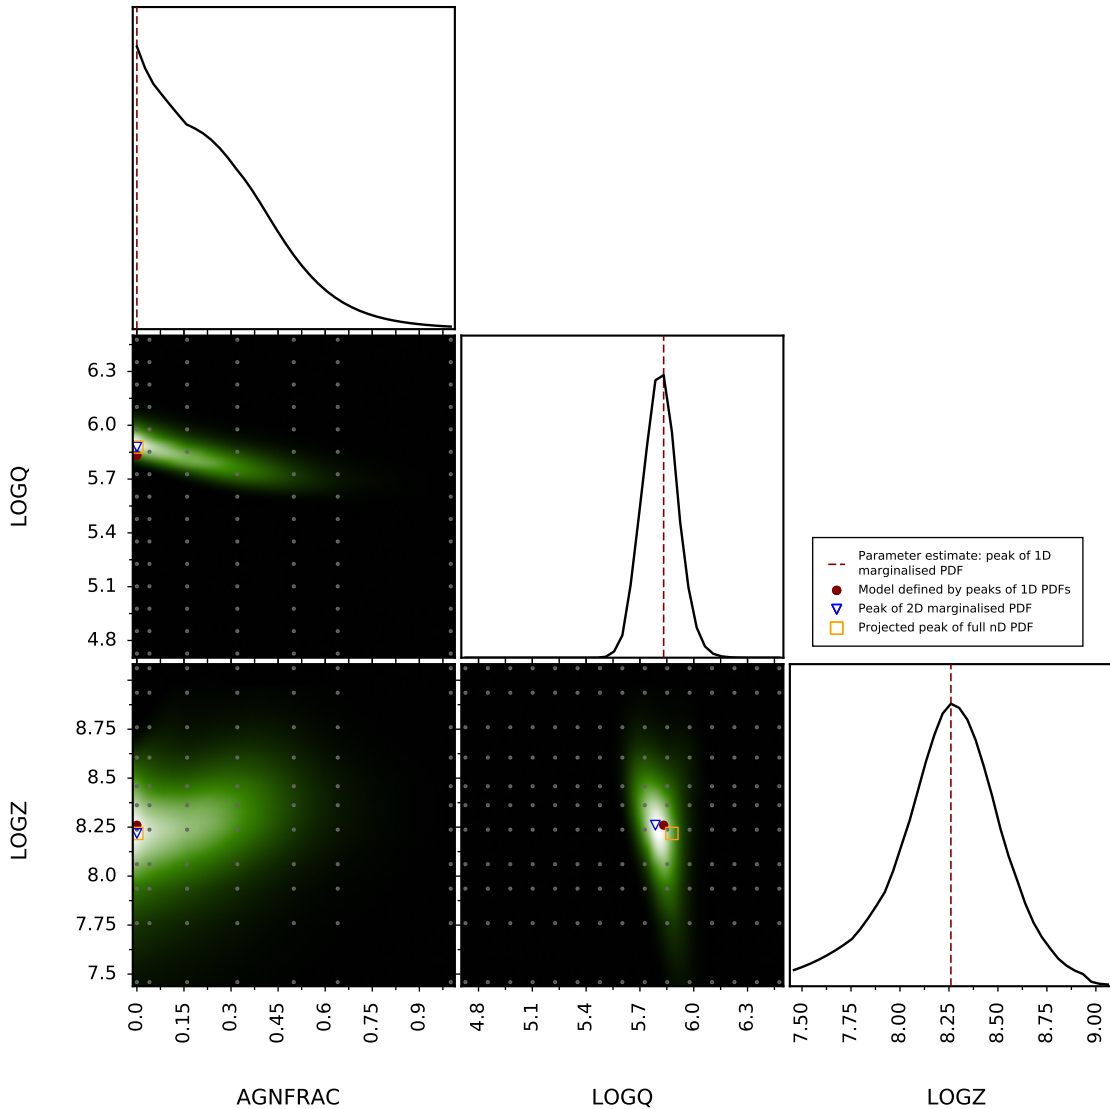 6.3
6.0
5.7
5.4
5.1
4.8
LOGQ
Parameter estimate: peak of 1D
marginalised PDF
Model defined by peaks of 1D PDFs
Peak of 2D marginalised PDF
Projected peak of full nD PDF
8.75
8.5
8.25
8.0
7.75
7.5
LOGZ
0.0 0.15 0.3 0.45 0.6 0.75 0.9
4.8 5.1 5.4 5.7 6.0 6.3
7.50 7.75 8.00 8.25 8.50 8.75 9.00
AGNFRAC LOGQ LOGZ